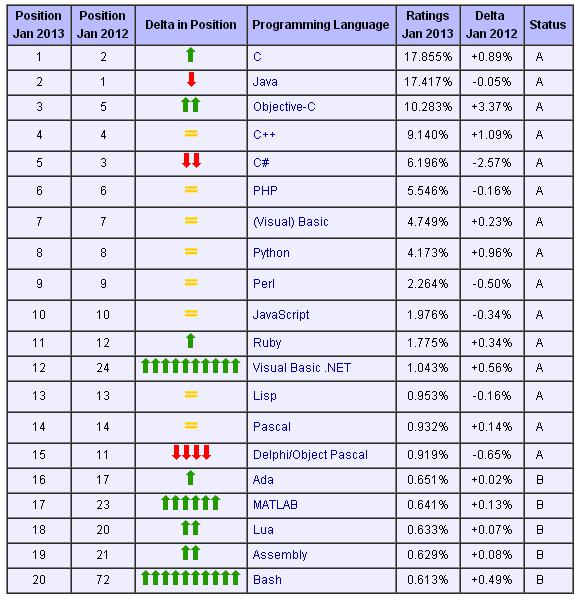 Position Jan 2013 Position Jan 2012 Delta in Position Programming Language Ratings Jan 2013 Delta Jan 2012 Status
1 2 C 17.855% +0.89% A
2 1 Java 17.417% -0.05% A
3 5 Objective-C 10.283% +3.37% A
4 4 = C++ 9.140% +1.09% A
5 3 C# 6.196% -2.57% A
6 6 = PHP 5.546% -0.16% A
7 7 = (Visual) Basic 4.749% +0.23% A
8 8 = Python 4.173% +0.96% A
9 9 = Perl 2.264% -0.50% A
10 10 = JavaScript 1.976% -0.34% A
11 12 Ruby 1.775% +0.34% A
12 24 Visual Basic .NET 1.043% +0.56% A
13 13 = Lisp 0.953% -0.16% A
14 14 = Pascal 0.932% +0.14% A
15 11 Delphi/Object Pascal 0.919% -0.65% A
16 17 Ada 0.651% +0.02% B
17 23 MATLAB 0.641% +0.13% B
18 20 Lua 0.633% +0.07% B
19 21 Assembly 0.629% +0.08% B
20 72 Bash 0.613% +0.49% B